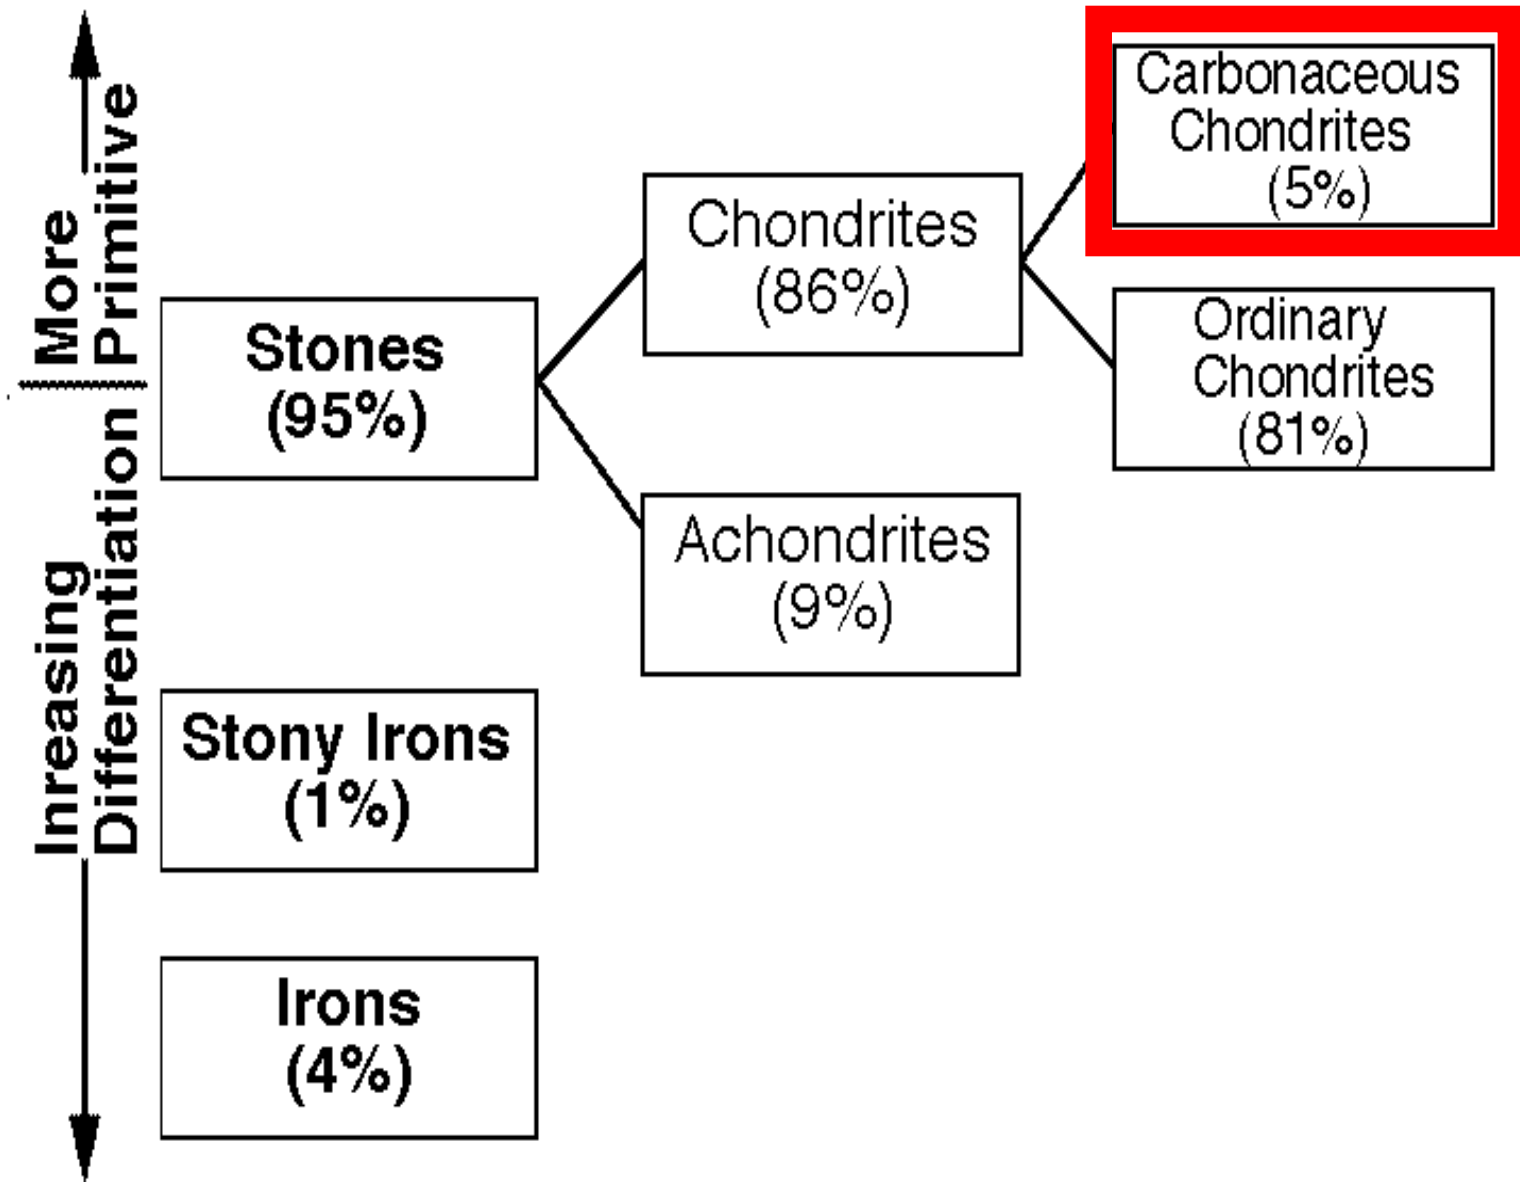 More
Primitive
Inreasing
Differentiation
Stones
(95%)
Chondrites
(86%)
Carbonaceous
Chondrites
(5%)
Ordinary
Chondrites
(81%)
Achondrites
(9%)
Stony Irons
(1%)
Irons
(4%)